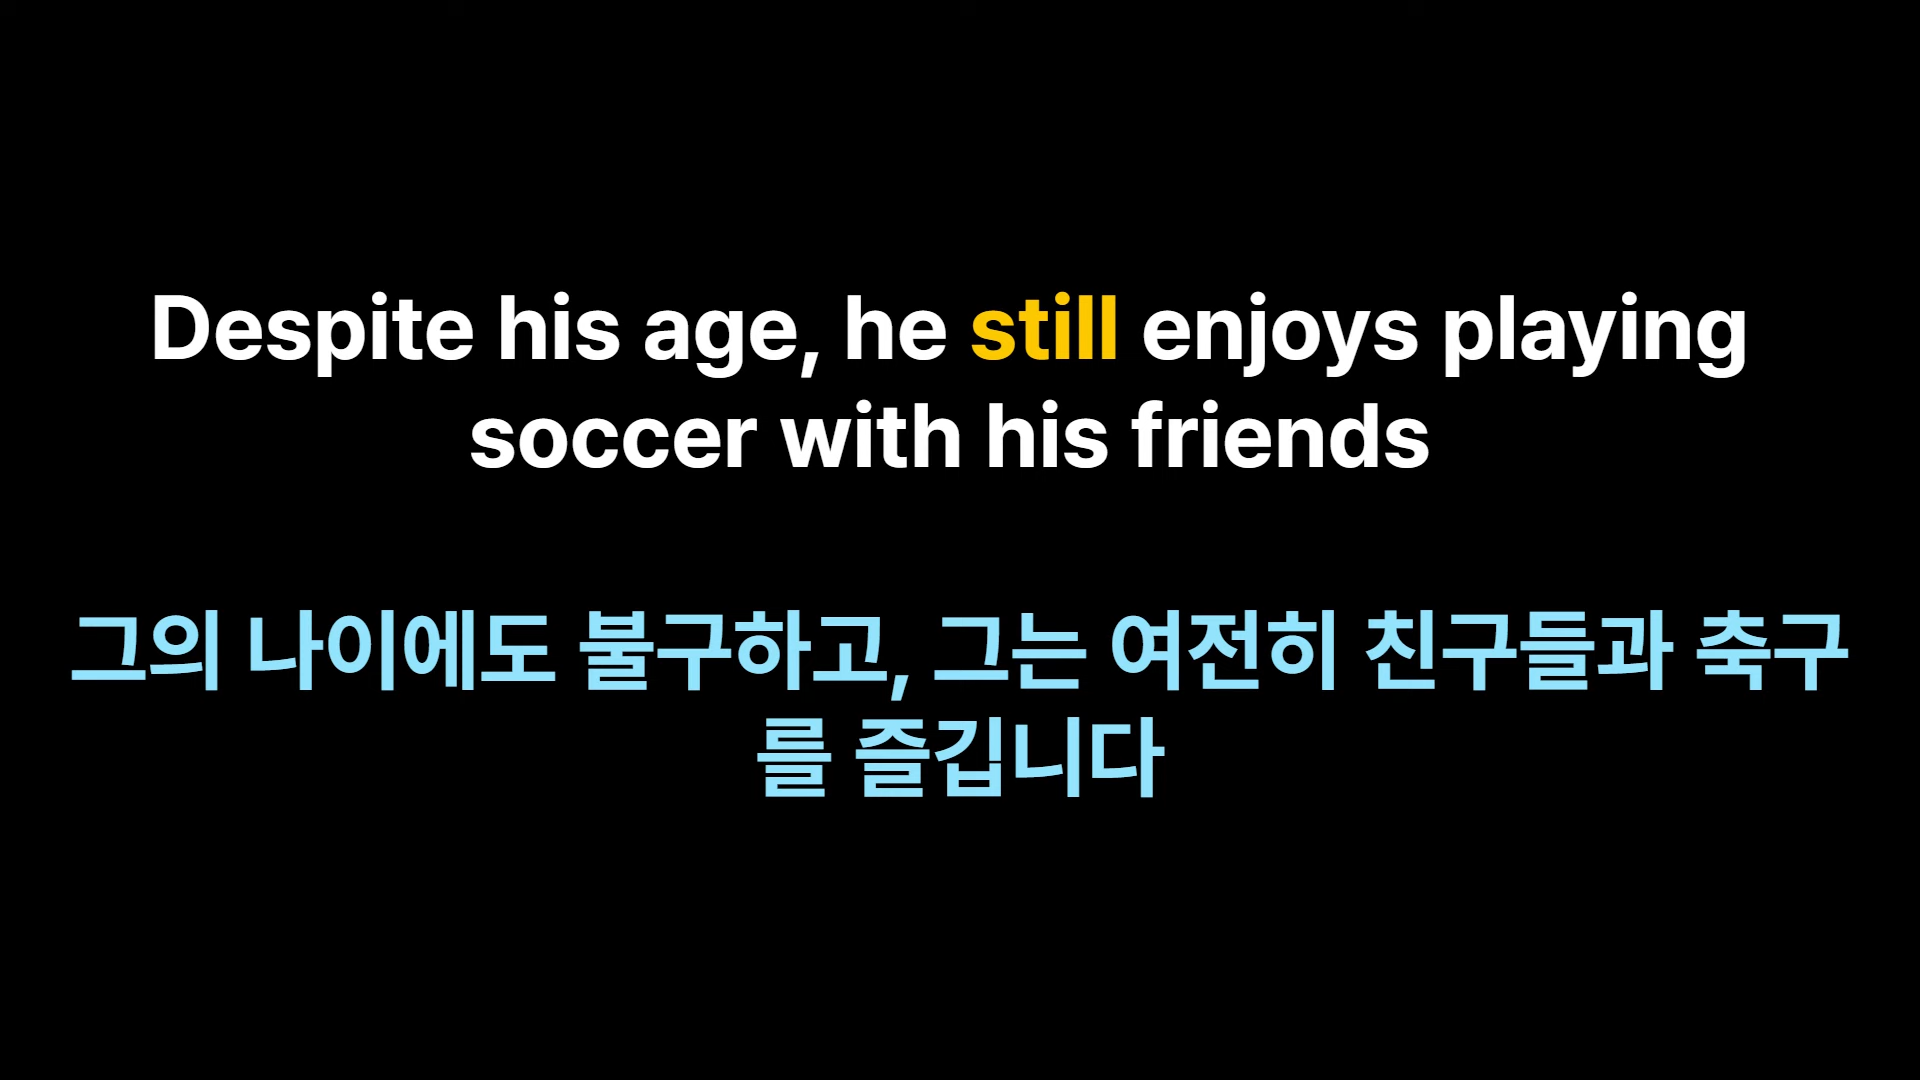 Despite his age, he still enjoys playing
soccer with his friends
그의 나이에도 불구하고, 그는 여전히 친구들과 축구
를 즐깁니다